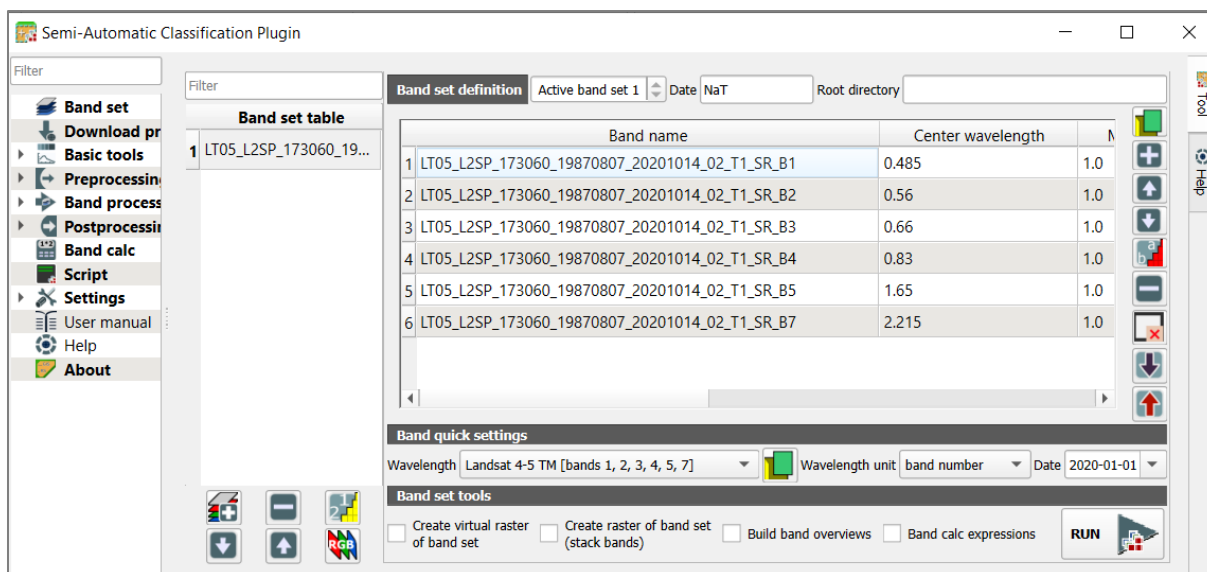 Semi-Automatic Classification Plugin
Filter
Band set
Download pr
Basic tools
Preprocessin
Band process
Postprocessin
Band calc
Script
Settings
User manual
Help
About
Filter
Band set table
1 LT05_L2SP_173060_19...
Band set definition Active band set 1 Date NaT Root directory
Band name Center wavelength
1 LT05_L2SP_173060_19870807_20201014_02_T1_SR_B1 0.485 1.0
2 LT05_L2SP_173060_19870807_20201014_02_T1_SR_B2 0.56 1.0
3 LT05_L2SP_173060_19870807_20201014_02_T1_SR_B3 0.66 1.0
4 LT05_L2SP_173060_19870807_20201014_02_T1_SR_B4 0.83 1.0
5 LT05_L2SP_173060_19870807_20201014_02_T1_SR_B5 1.65 1.0
6 LT05_L2SP_173060_19870807_20201014_02_T1_SR_B7 2.215 1.0
Band quick settings
Wavelength Landsat 4-5 TM [bands 1, 2, 3, 4, 5, 7] Wavelength unit band number Date 2020-01-01
Band set tools
Create virtual raster of band set
Create raster of band set (stack bands)
Build band overviews
Band calc expressions
RUN
RGB
Tool
Help